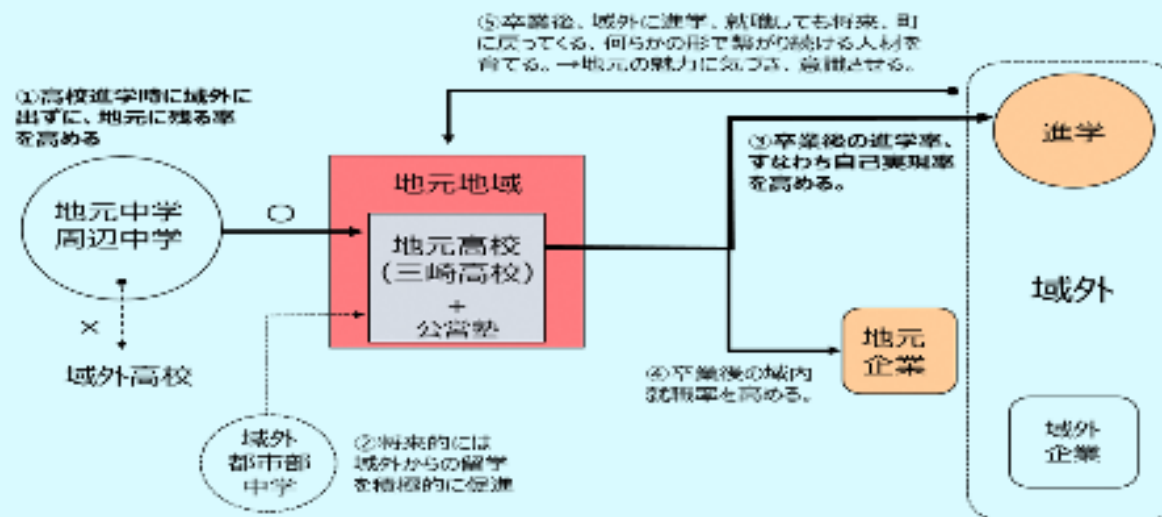 ⑤卒業後、域外に進学、就職しても将来、町
に戻ってくる、何らかの形で繋がり続ける人材を
育てる。→地元の魅力に気づき、意識させる。
①高校進学時に域外に
出ずに、地元に残る率
を高める
進学
③卒業後の進学率、
すなわち自己実現率
を高める。
地元地域
地元中学
周辺中学
○
地元高校
(三崎高校)
+
公営塾
域外
×
域外高校
地元
企業
④卒業後の域内
就職率を高める。
域外
都市部
中学
②将来的には
域外からの留学
を積極的に促進
域外
企業